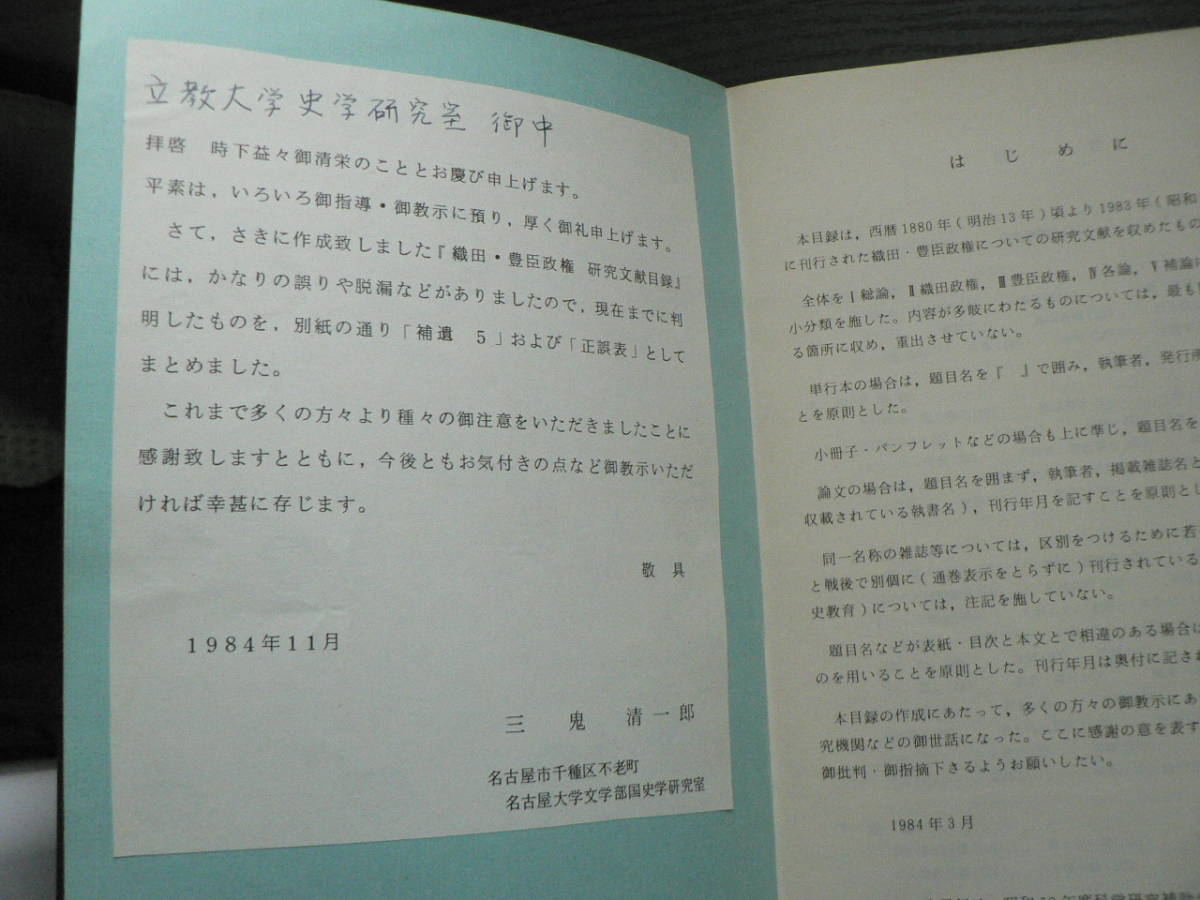 立教大学史学研究室 御中
拝啓 時下益々御清栄のこととお慶び申上げます。
平素は,いろいろ御指導・御教示に預り,厚く御礼申上げます。
さて,さきに作成致しました『織田・豊臣政権 研究文献目録』
には,かなりの誤りや脱漏などがありましたので,現在までに判
明したものを,別紙の通り「補遺 5」および「正誤表」として
まとめました。
これまで多くの方々より種々の御注意をいただきましたことに
感謝致しますとともに,今後ともお気付きの点など御教示いただ
ければ幸甚に存じます。
敬具
1984年11月
三鬼 清一郎
名古屋市千種区不老町
名古屋大学文学部国史学研究室
はじめに
本目録は,西暦1880年(明治13年)頃より1983年(昭和
に刊行された織田・豊臣政権についての研究文献を収めたもの
全体をⅠ総論,Ⅱ織田政権,Ⅲ豊臣政権,Ⅳ各論,Ⅴ補論に
小分類を施した。内容が多岐にわたるものについては,最も
る箇所に収め,重出させていない。
単行本の場合は,題目名を『 』で囲み,執筆者,発行所
とを原則とした。
小冊子・パンフレットなどの場合も上に準じ,題目名を
論文の場合は,題目名を囲まず,執筆者,掲載雑誌名と
収載されている執書名),刊行年月を記すことを原則とし
同一名称の雑誌等については,区別をつけるために若
と戦後で別個に(通巻表示をとらずに)刊行されている
史教育)については,注記を施していない。
題目名などが表紙・目次と本文とで相違のある場合は
のを用いることを原則とした。刊行年月は奥付に記され
本目録の作成にあたって,多くの方々の御教示にあ
究機関などの御世話になった。ここに感謝の意を表す
御批判・御指摘下さるようお願いしたい。
1984年3月